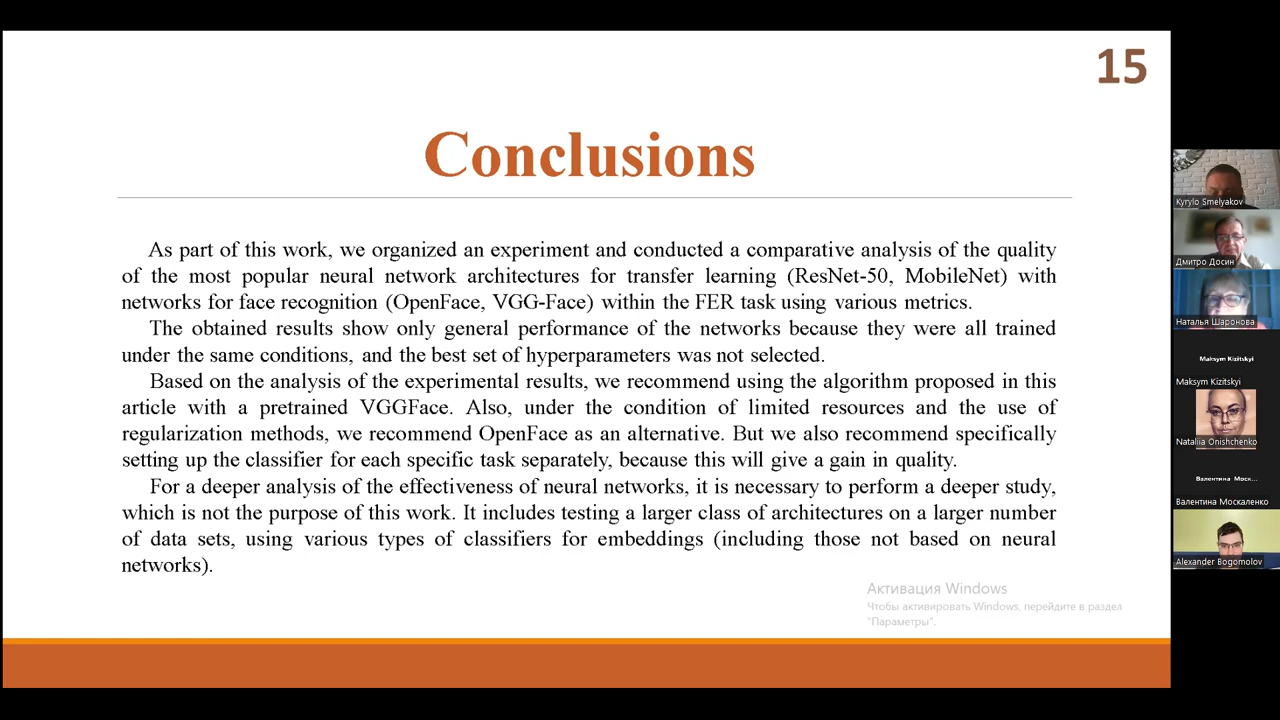 15
Conclusions
As part of this work, we organized an experiment and conducted a comparative analysis of the quality
of the most popular neural network architectures for transfer learning (ResNet-50, MobileNet) with
networks for face recognition (OpenFace, VGG-Face) within the FER task using various metrics.
The obtained results show only general performance of the networks because they were all trained
under the same conditions, and the best set of hyperparameters was not selected.
Based on the analysis of the experimental results, we recommend using the algorithm proposed in this
article with a pretrained VGGFace. Also, under the condition of limited resources and the use of
regularization methods, we recommend OpenFace as an alternative. But we also recommend specifically
setting up the classifier for each specific task separately, because this will give a gain in quality.
For a deeper analysis of the effectiveness of neural networks, it is necessary to perform a deeper study,
which is not the purpose of this work. It includes testing a larger class of architectures on a larger number
of data sets, using various types of classifiers for embeddings (including those not based on neural
networks).
Активация Windows
Чтобы активировать Windows, перейдите в раздел
"Параметры".
Kyrylo Smelyakov
Дмитро Досин
Наталья Шаронова
Maksym Kizitskyi
Maksym Kizitskyi
Nataliia Onishchenko
Валентина Моск...
Валентина Москаленко
Alexander Bogomolov